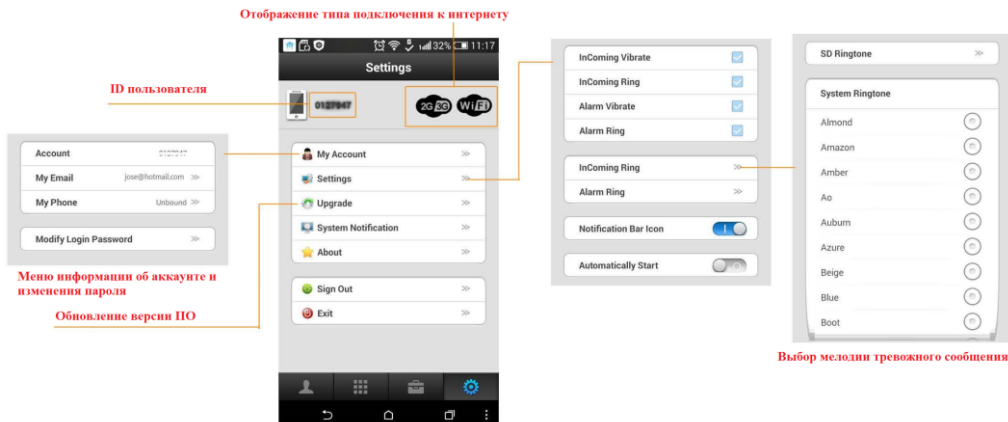 Отображение типа подключения к интернету
32% 11:17
Settings
ID пользователя
2G 3G WiFi
Account
My Email jose@hotmail.com
My Phone Unbound
Modify Login Password
Меню информации об аккаунте и
изменения пароля
Обновление версии ПО
My Account
Settings
Upgrade
System Notification
About
Sign Out
Exit
InComing Vibrate
InComing Ring
Alarm Vibrate
Alarm Ring
InComing Ring
Alarm Ring
Notification Bar Icon
Automatically Start
SD Ringtone
System Ringtone
Almond
Amazon
Amber
Ao
Auburn
Azure
Beige
Blue
Boot
Выбор мелодии тревожного сообщения